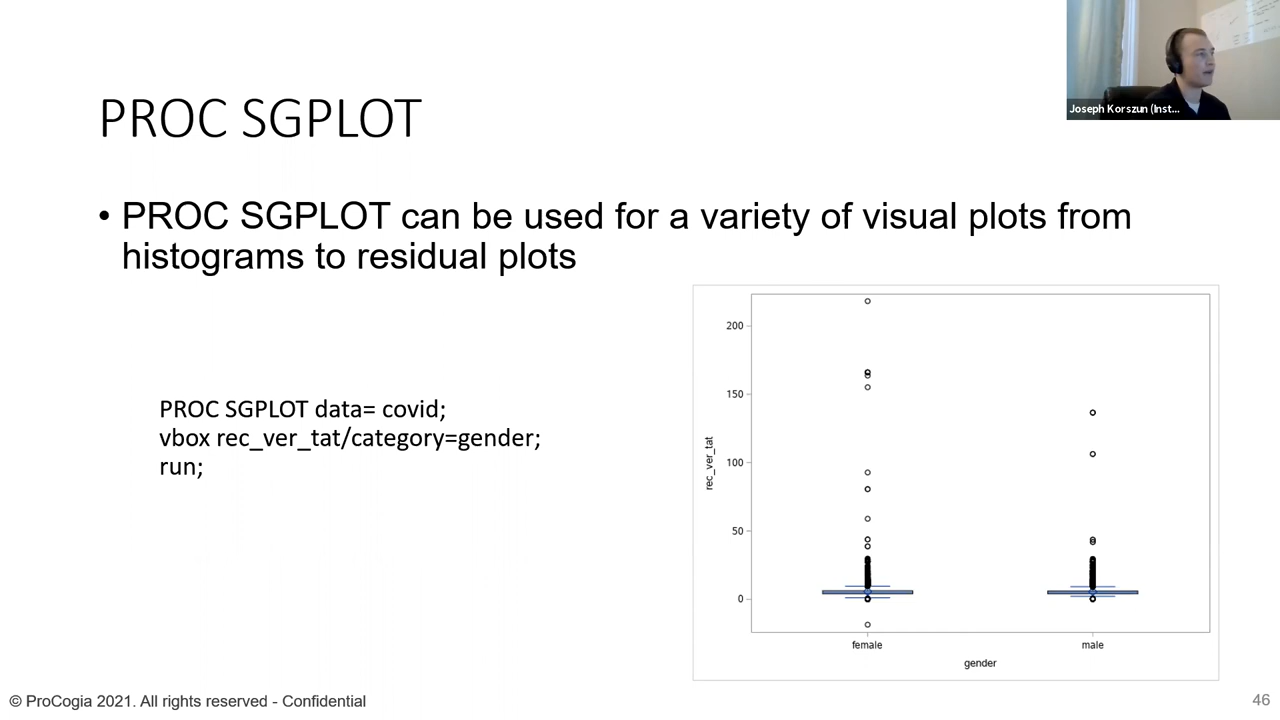 Joseph Korszun (Inst...
PROC SGPLOT
• PROC SGPLOT can be used for a variety of visual plots from
histograms to residual plots
PROC SGPLOT data= covid;
vbox rec_ver_tat/category=gender;
run;
200
150
100
50
0
rec_ver_tat
female
male
gender
© ProCogia 2021. All rights reserved - Confidential
46